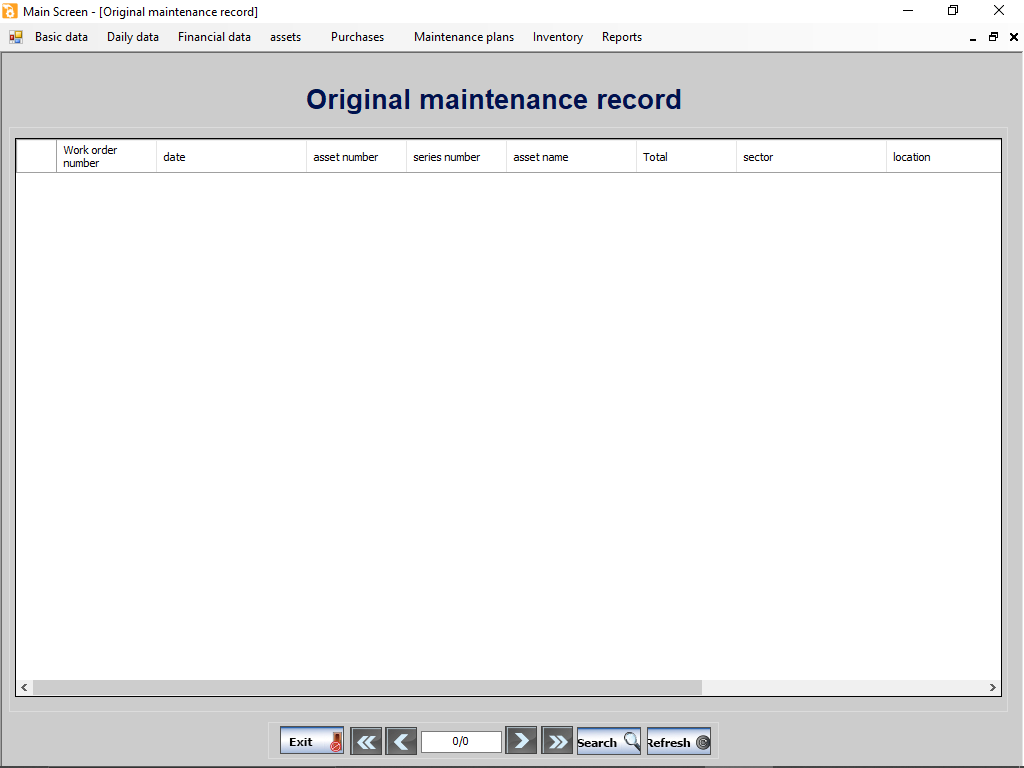 Main Screen - [Original maintenance record]
Basic data Daily data Financial data assets Purchases Maintenance plans Inventory Reports
Original maintenance record
Work order number date asset number series number asset name Total sector location
Exit 0/0 Search Refresh